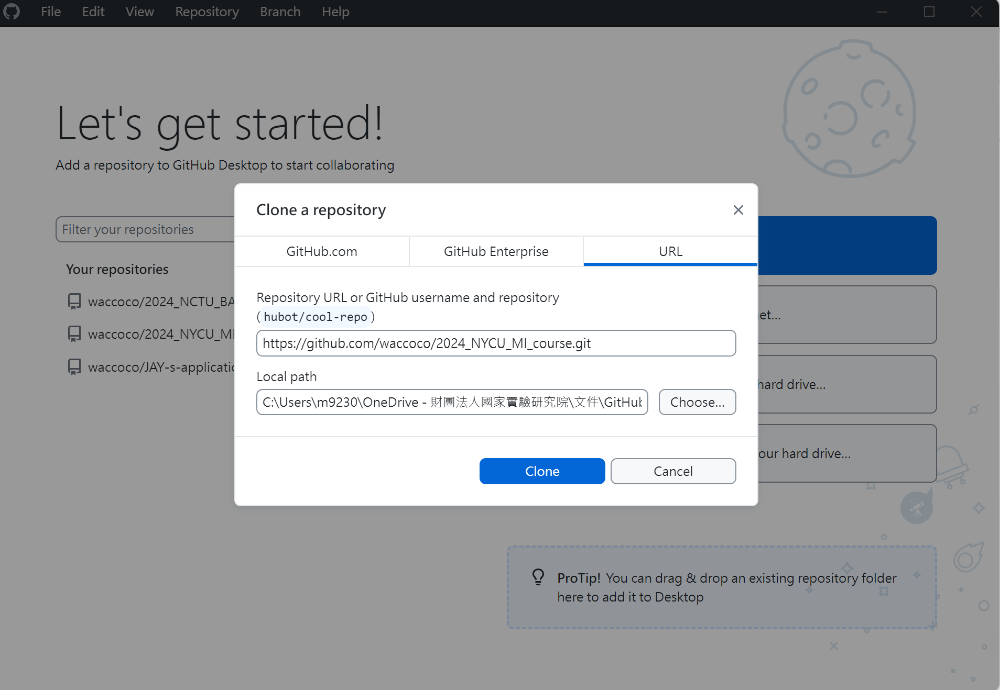 File Edit View Repository Branch Help
Let's get started!
Add a repository to GitHub Desktop to start collaborating
Filter your repositories
Your repositories
waccoco/2024_NCTU_BA
waccoco/2024_NYCU_MI
waccoco/JAY-s-applicatio
Clone a repository
GitHub.com GitHub Enterprise URL
Repository URL or GitHub username and repository
(hubot/cool-repo)
https://github.com/waccoco/2024_NYCU_MI_course.git
Local path
C:\Users\m9230\OneDrive - 財團法人國家實驗研究院\文件\GitHub
Choose...
Clone Cancel
et...
hard drive...
our hard drive...
ProTip! You can drag & drop an existing repository folder
here to add it to Desktop